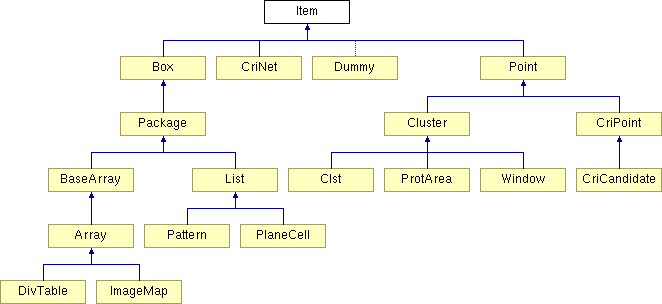 Item
Box
CriNet
Dummy
Point
Package
Cluster
CriPoint
BaseArray
List
Clst
ProtArea
Window
CriCandidate
Array
Pattern
PlaneCell
DivTable
ImageMap